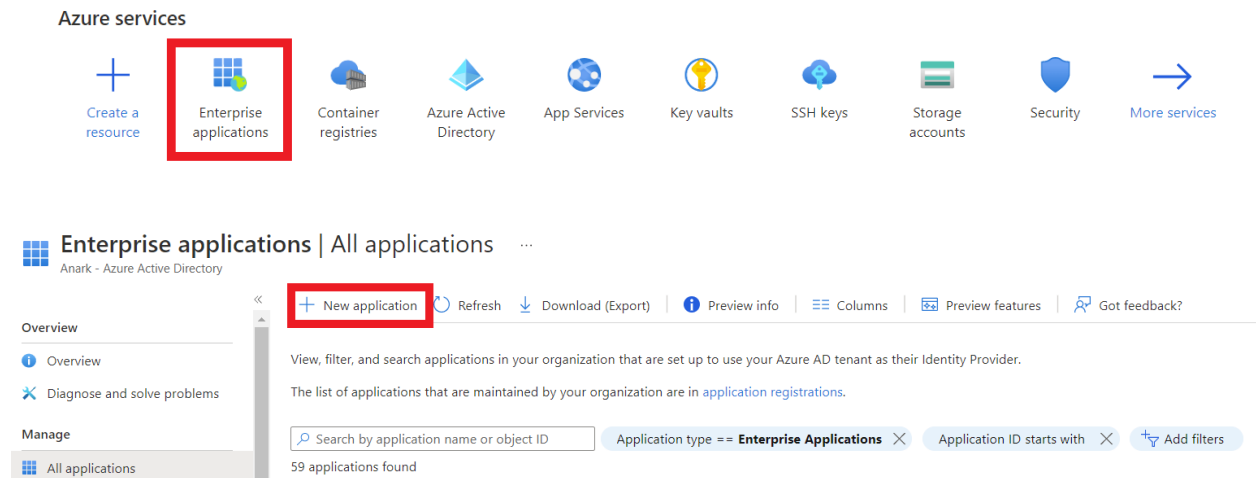 Azure services
Create a resource
Enterprise applications
Container registries
Azure Active Directory
App Services
Key vaults
SSH keys
Storage accounts
Security
More services
Enterprise applications | All applications ...
Anark - Azure Active Directory
«
+ New application
Refresh
Download (Export)
Preview info
Columns
Preview features
Got feedback?
Overview
Overview
Diagnose and solve problems
Manage
All applications
View, filter, and search applications in your organization that are set up to use your Azure AD tenant as their Identity Provider.
The list of applications that are maintained by your organization are in application registrations.
Search by application name or object ID
Application type == Enterprise Applications
Application ID starts with
Add filters
59 applications found